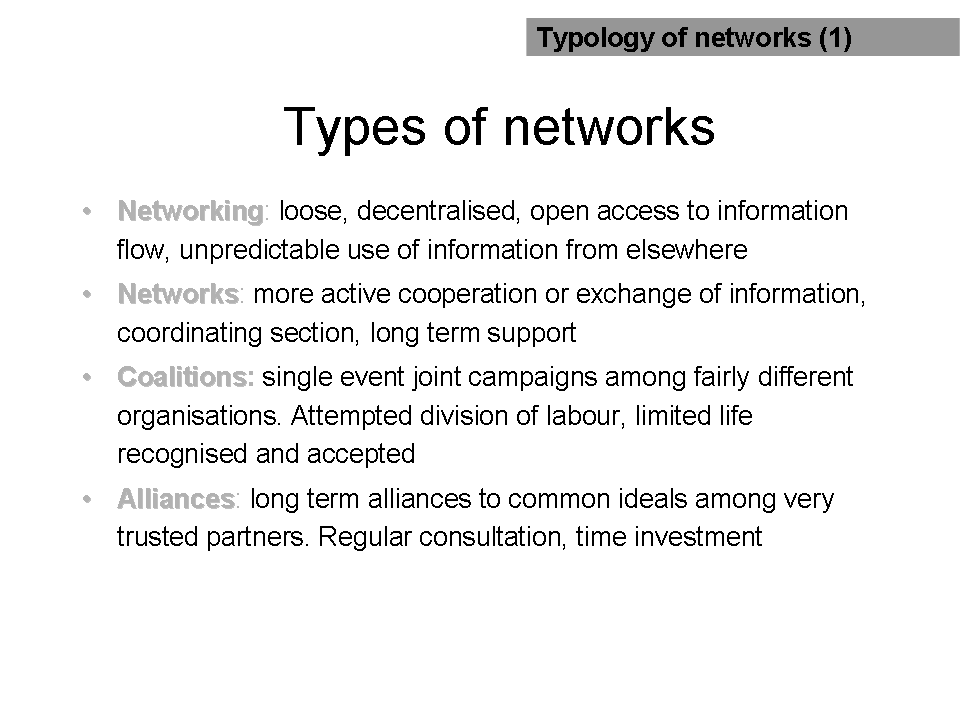 Typology of networks (1)
Types of networks
• Networking: loose, decentralised, open access to information
flow, unpredictable use of information from elsewhere
• Networks: more active cooperation or exchange of information,
coordinating section, long term support
• Coalitions: single event joint campaigns among fairly different
organisations. Attempted division of labour, limited life
recognised and accepted
• Alliances: long term alliances to common ideals among very
trusted partners. Regular consultation, time investment